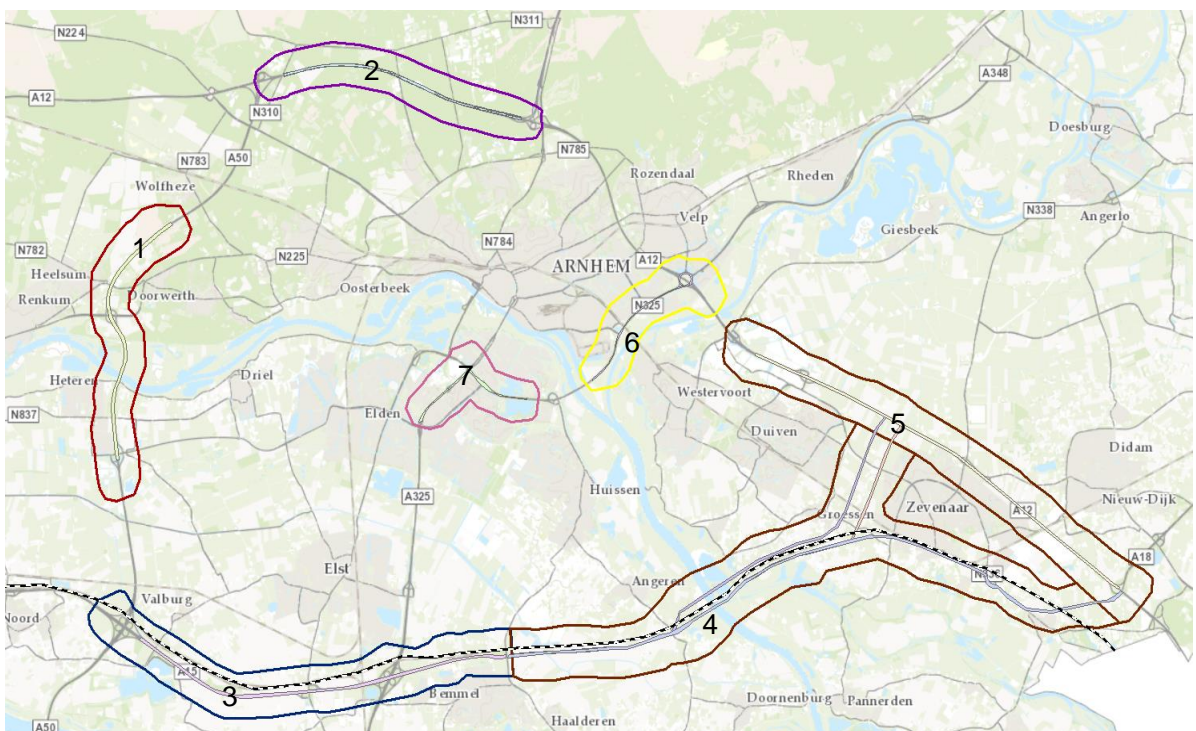 N311
N224
2
A348
A12
N310
Doesburg
N785
N783
A50
Rozendaal
Rheden
Wolfheze
Velp
N338
Angerlo
Giesbeek
1
N782
N225
N784
ARNHEM
A12
Heelsum
Renkum
Doorwerth
Oosterbeek
N325
6
7
Heteren
Driel
Westervoort
N837
Elden
5
Duiven
Didam
Huissen
A325
Zevenaar
Nieuw-Dijk
Groessen
A12
A18
Elst
Angeren
Valburg
Noord
4
A15
3
Bemmel
Doornenburg
Pannerden
A50
Haalderen